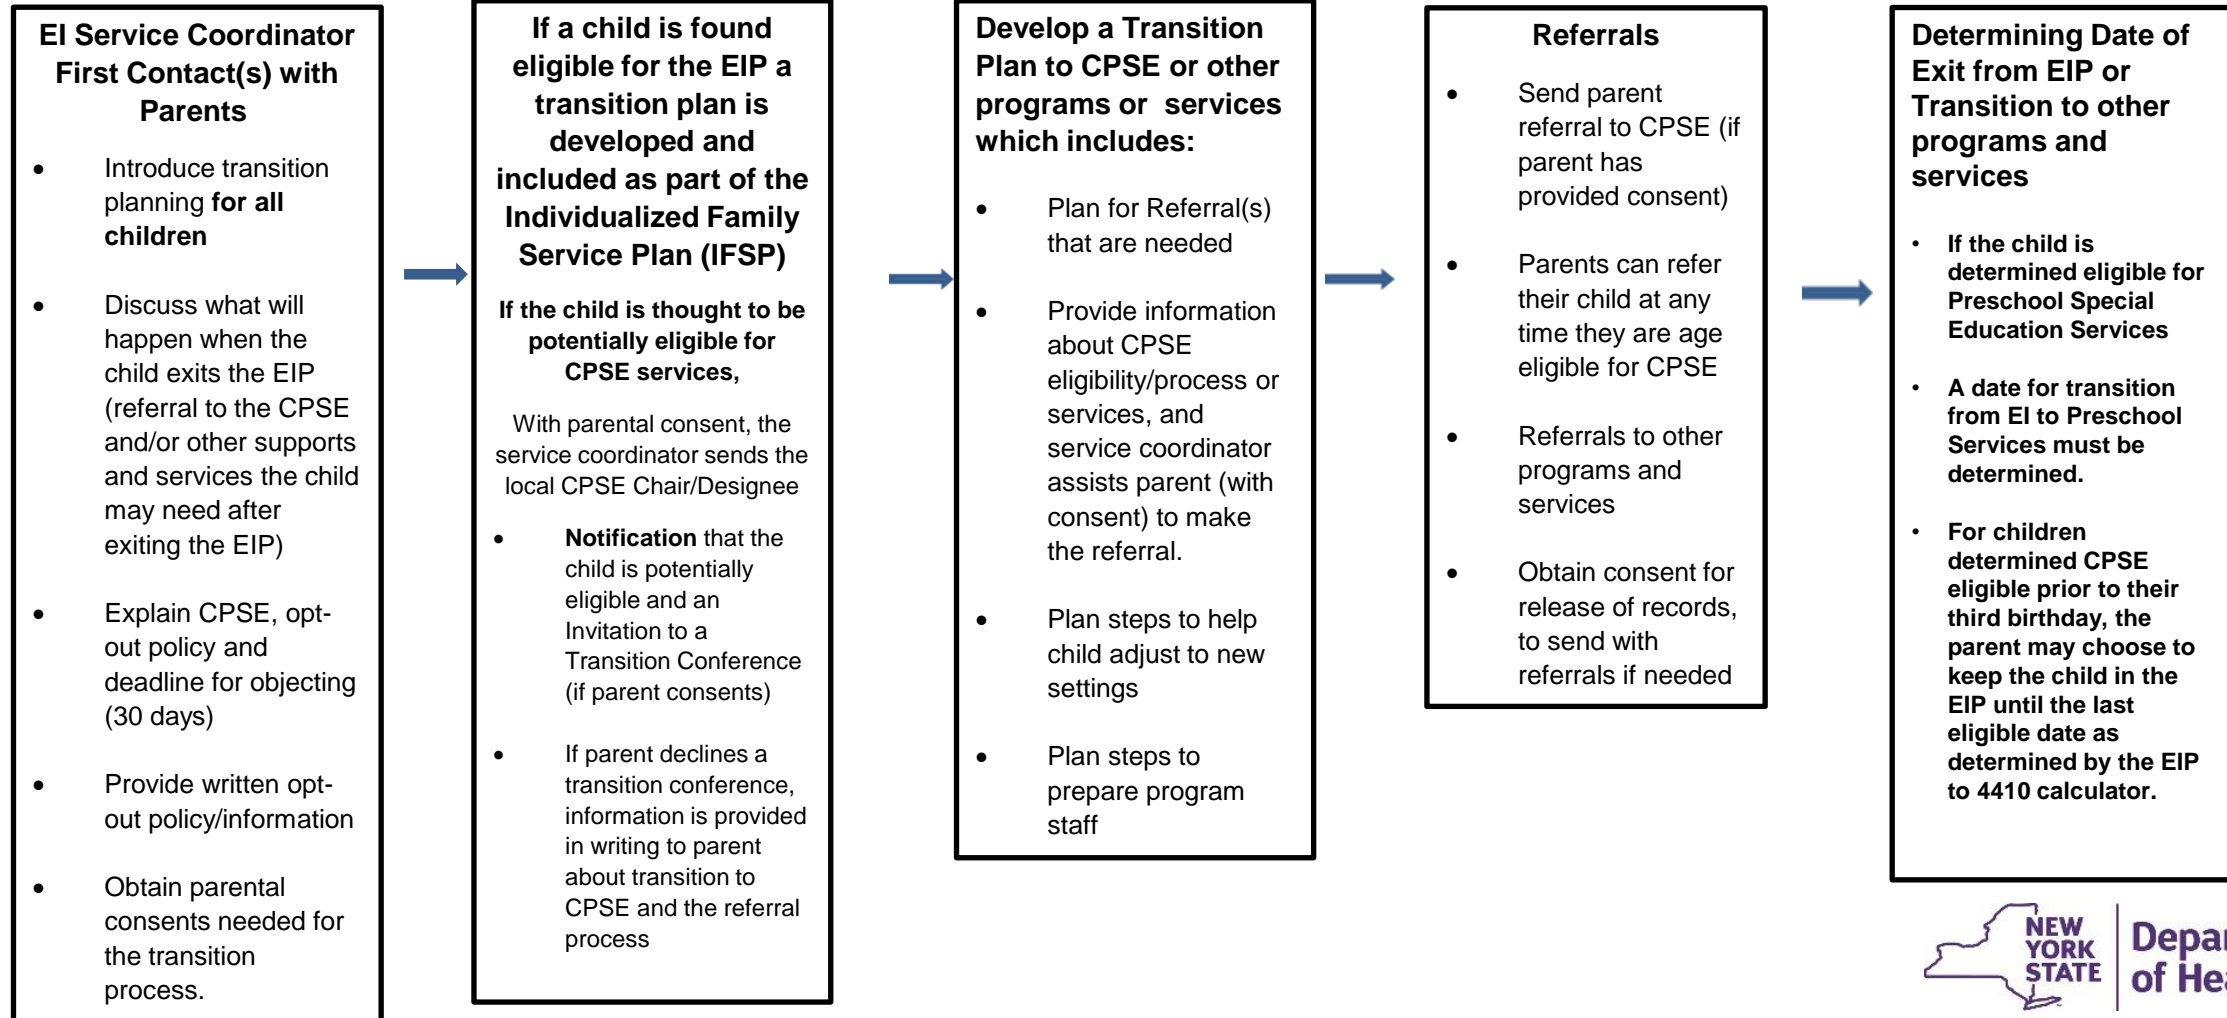 EI Service Coordinator
First Contact(s) with
Parents
• Introduce transition
planning for all
children
• Discuss what will
happen when the
child exits the EIP
(referral to the CPSE
and/or other supports
and services the child
may need after
exiting the EIP)
• Explain CPSE, opt-
out policy and
deadline for objecting
(30 days)
• Provide written opt-
out policy/information
• Obtain parental
consents needed for
the transition
process.
If a child is found
eligible for the EIP a
transition plan is
developed and
included as part of the
Individualized Family
Service Plan (IFSP)
If the child is thought to be
potentially eligible for
CPSE services,
With parental consent, the
service coordinator sends the
local CPSE Chair/Designee
• Notification that the
child is potentially
eligible and an
Invitation to a
Transition Conference
(if parent consents)
• If parent declines a
transition conference,
information is provided
in writing to parent
about transition to
CPSE and the referral
process
Develop a Transition
Plan to CPSE or other
programs or services
which includes:
• Plan for Referral(s)
that are needed
• Provide information
about CPSE
eligibility/process or
services, and
service coordinator
assists parent (with
consent) to make
the referral.
• Plan steps to help
child adjust to new
settings
• Plan steps to
prepare program
staff
Referrals
• Send parent
referral to CPSE (if
parent has
provided consent)
• Parents can refer
their child at any
time they are age
eligible for CPSE
• Referrals to other
programs and
services
• Obtain consent for
release of records,
to send with
referrals if needed
Determining Date of
Exit from EIP or
Transition to other
programs and
services
• If the child is
determined eligible for
Preschool Special
Education Services
• A date for transition
from EI to Preschool
Services must be
determined.
• For children
determined CPSE
eligible prior to their
third birthday, the
parent may choose to
keep the child in the
EIP until the last
eligible date as
determined by the EIP
to 4410 calculator.
NEW
YORK
STATE
of